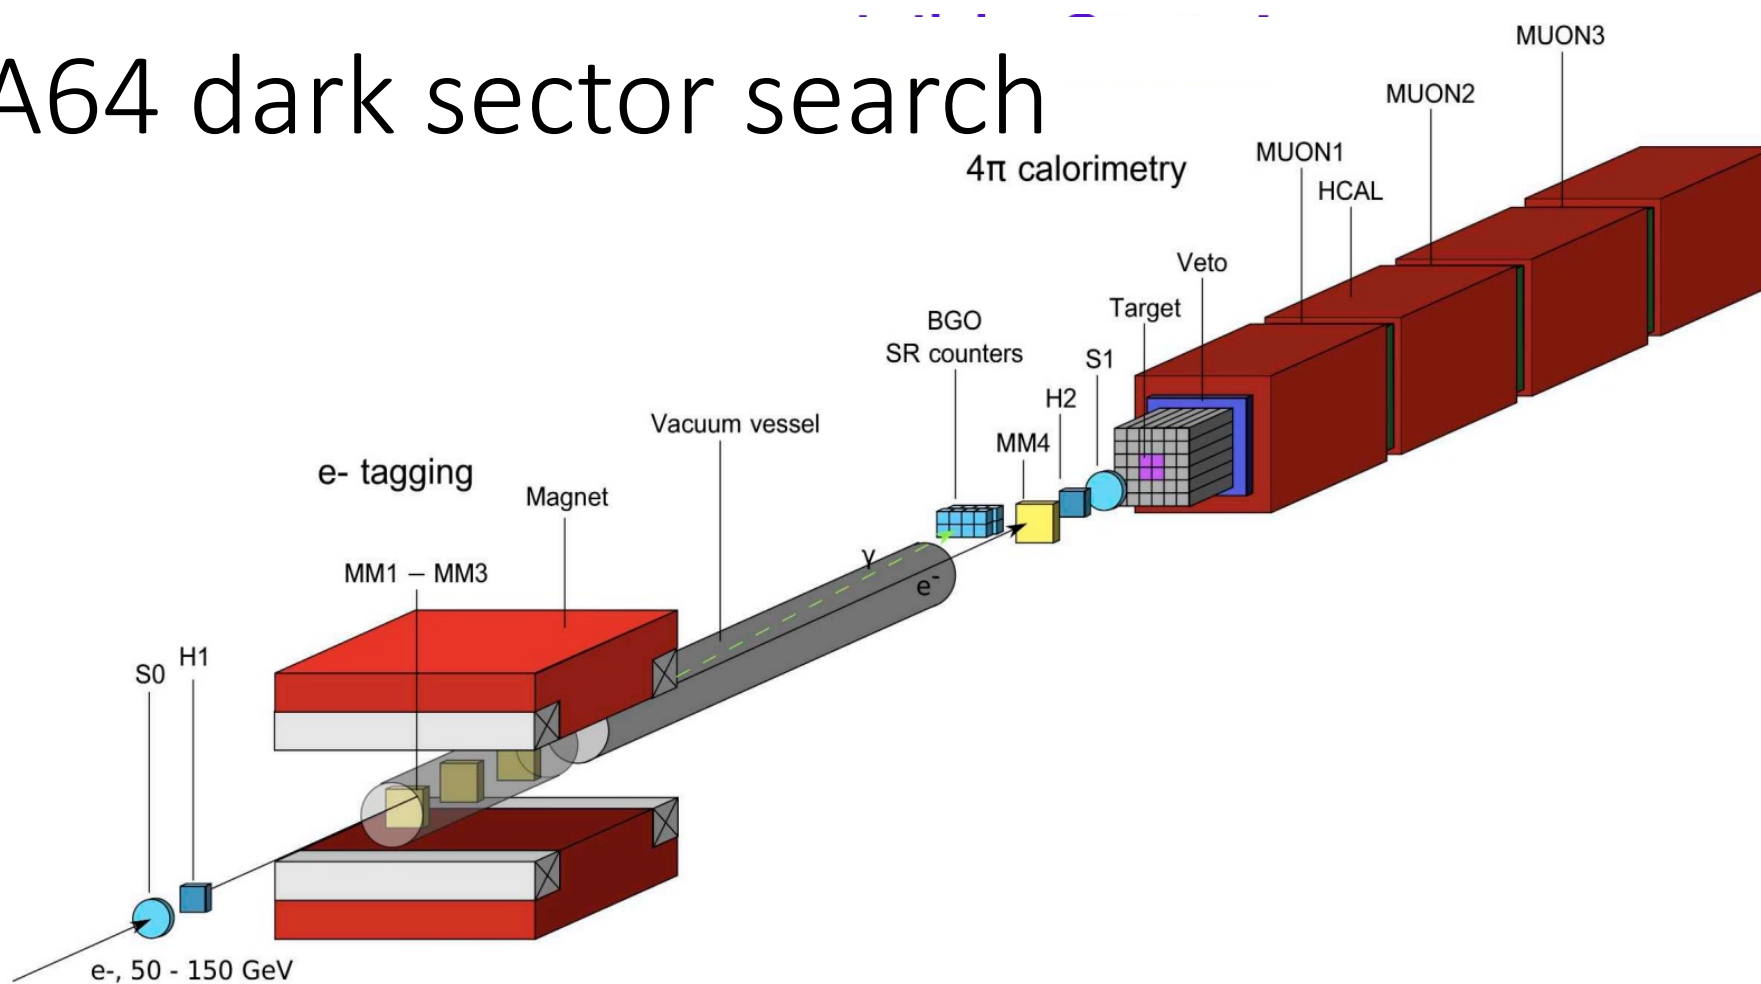 A64 dark sector search
MUON3
MUON2
MUON1
4π calorimetry
HCAL
Veto
Target
BGO
SR counters
S1
H2
MM4
Vacuum vessel
e- tagging
Magnet
γ
e-
MM1 – MM3
H1
S0
e-, 50 - 150 GeV